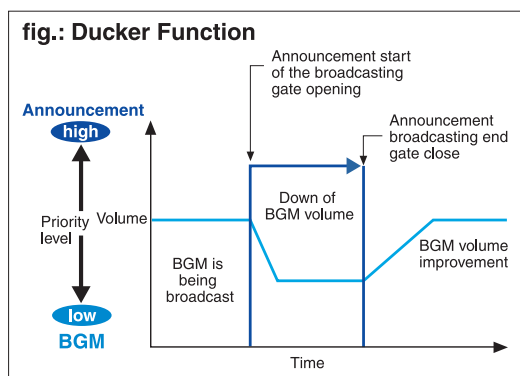 fig.: Ducker Function
Announcement start
of the broadcasting
gate opening
Announcement
high
Announcement
broadcasting end
gate close
Priority
level
Volume
Down of
BGM volume
BGM is
being
broadcast
BGM volume
improvement
low
BGM
Time